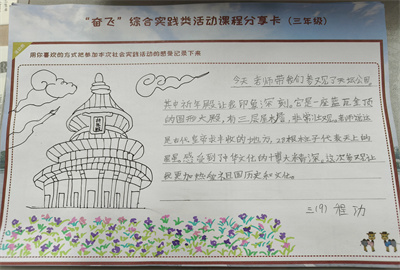 “奋飞”综合实践类活动课程分享卡（三年级）
用你喜欢的方式把参加本次社会实践活动的感受记录下来
今天老师带我们参观了天坛公园，
其中祈年殿让我印象深刻。它是一座蓝瓦金顶
的圆形大殿，有三层屋檐，非常壮观。老师说这
是古代皇帝求丰收的地方，28根柱子代表天上的
星星，感受到中华文化的博大精深。这次参观让
我更加热爱祖国历史和文化。
三(9) 程功